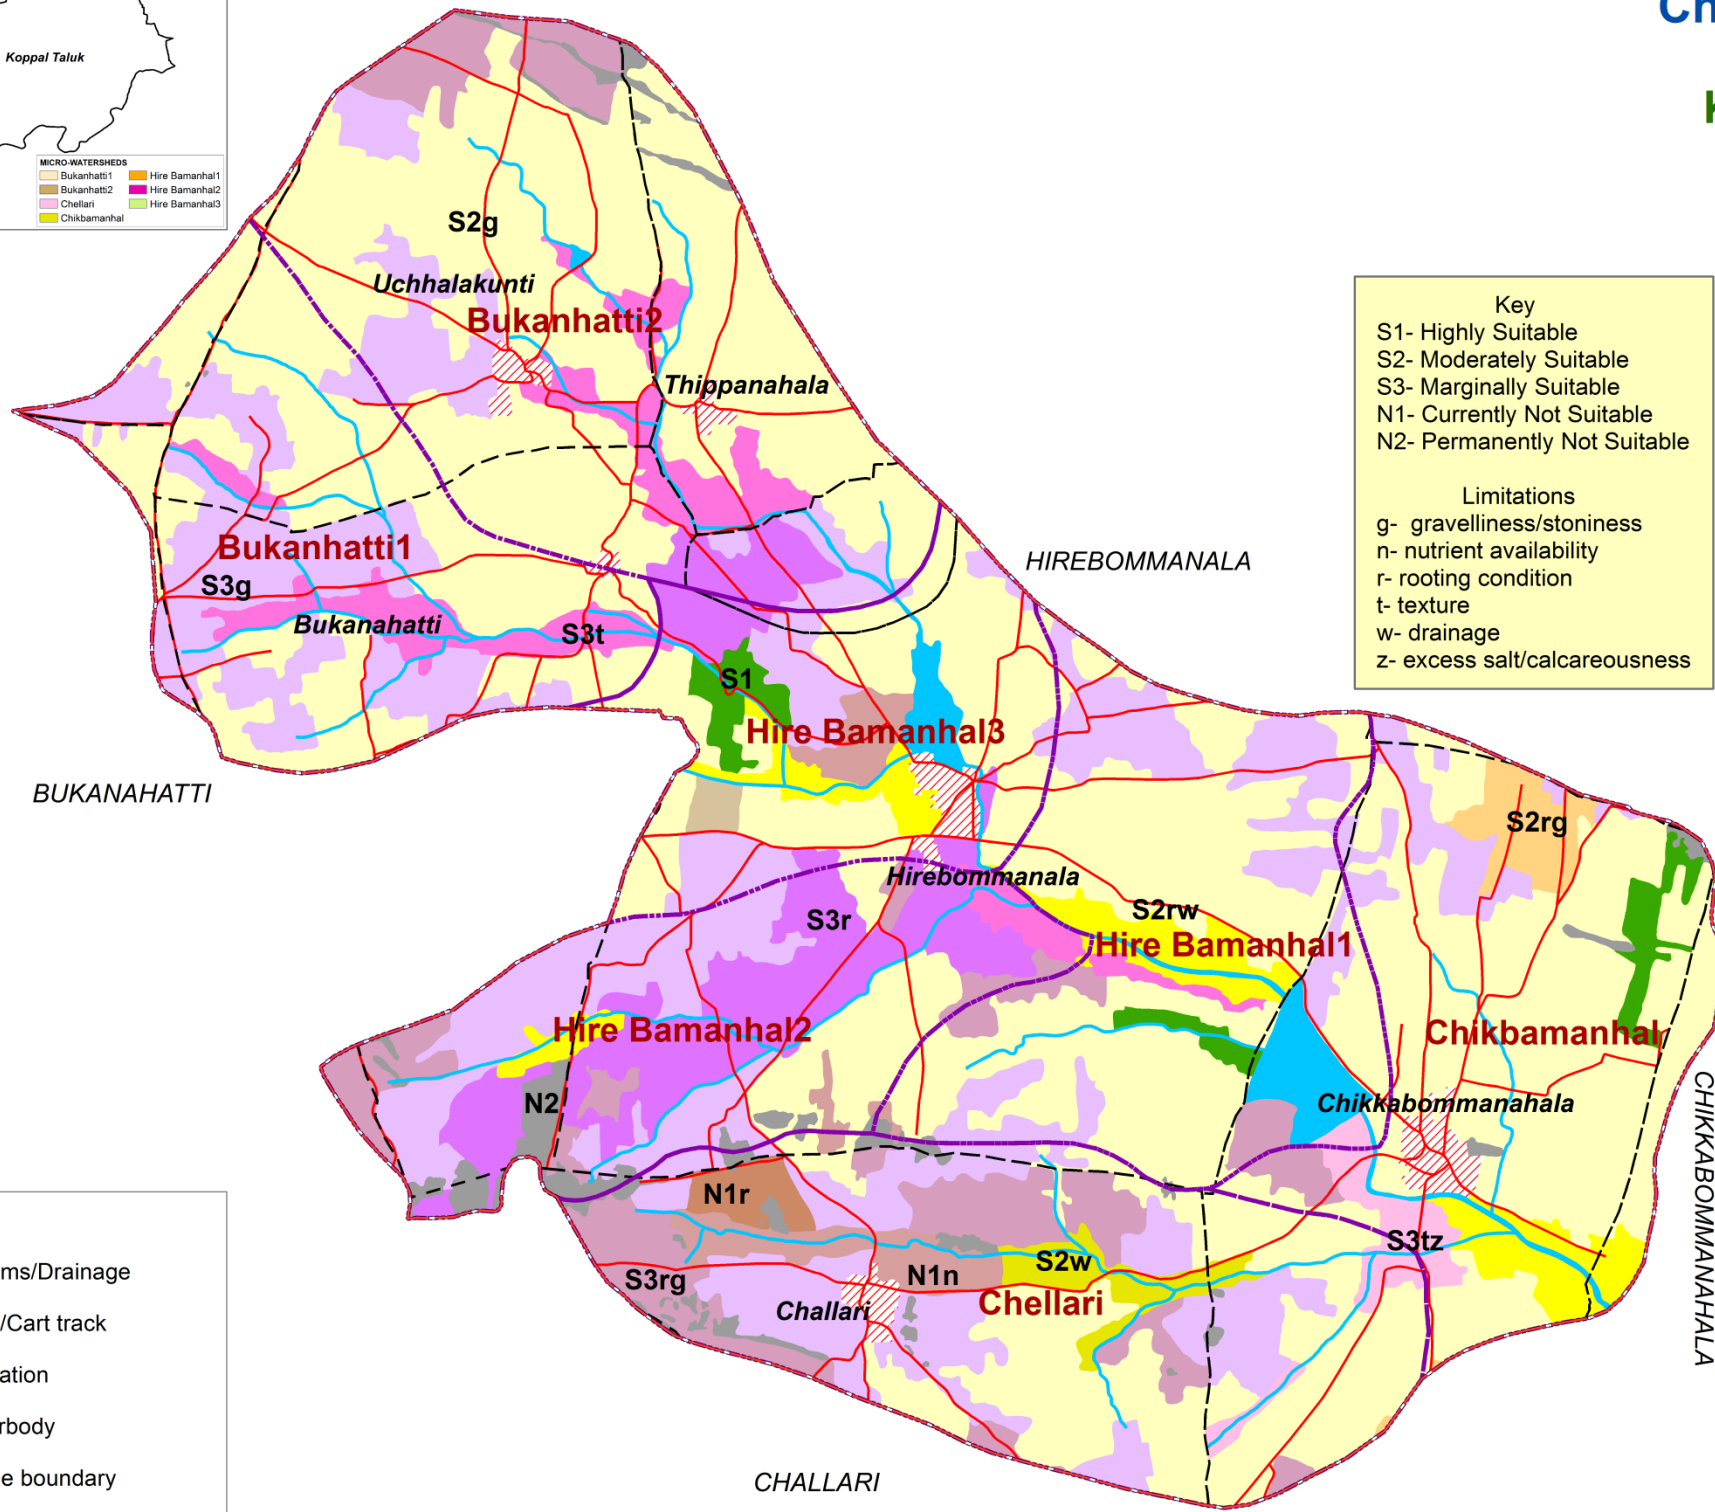 Ch
K
Koppal Taluk
MICRO-WATERSHEDS
Bukanhatti1
Hire Bamanhal1
Bukanhatti2
Hire Bamanhal2
Chellari
Hire Bamanhal3
Chikbamanhal
S2g
Uchhalakunti
Bukanhatti2
Thippanahala
Key
S1- Highly Suitable
S2- Moderately Suitable
S3- Marginally Suitable
N1- Currently Not Suitable
N2- Permanently Not Suitable
Limitations
g- gravelliness/stoniness
n- nutrient availability
r- rooting condition
t- texture
w- drainage
z- excess salt/calcareousness
Bukanhatti1
HIREBOMMANALA
S3g
Bukanahatti
S3t
S1
Hire Bamanhal3
BUKANAHATTI
S2rg
Hirebommanala
S3r
S2rw
Hire Bamanhal1
Hire Bamanhal2
Chikbamanhal
N2
Chikkabommanahala
CHIKKABOMMANAHALA
N1r
S3tz
S2w
S3rg
N1n
Challari
Chellari
ms/Drainage
/Cart track
ation
rbody
e boundary
CHALLARI